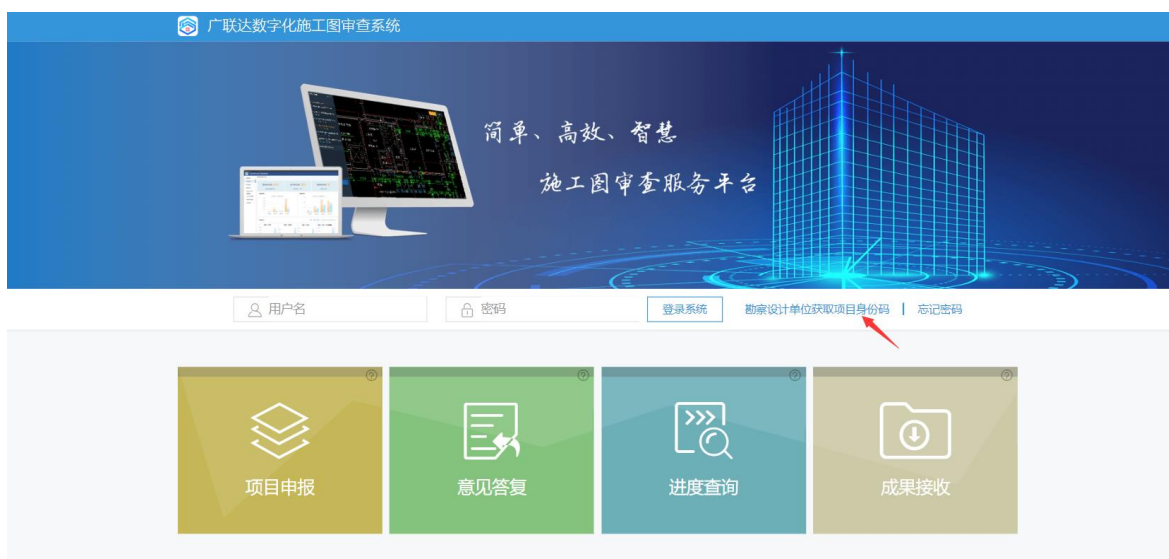 广联达数字化施工图审查系统
简单、高效、智慧
施工图审查服务平台
用户名
密码
登录系统
勘察设计单位获取项目身份码
忘记密码
项目申报
意见答复
进度查询
成果接收